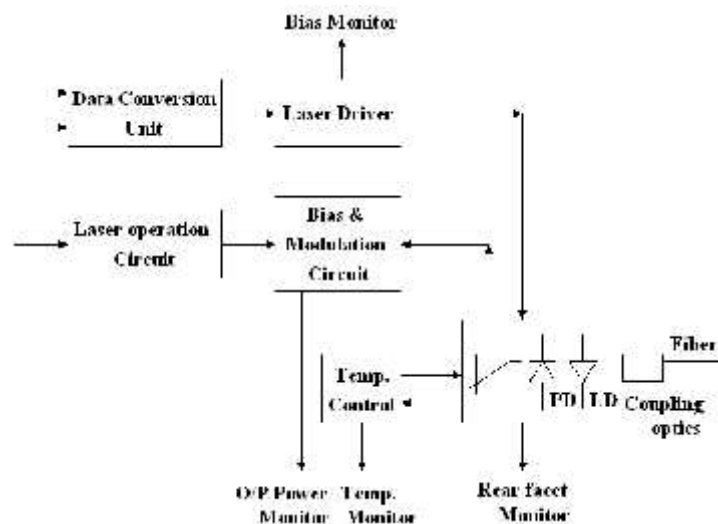 Bias Monitor
Data Conversion
Unit
Laser Driver
Laser operation
Circuit
Bias &
Modulation
Circuit
Temp.
Control
Fiber
PD LD
Coupling
optics
O/P Power
Monitor
Temp.
Monitor
Rear facet
Monitor